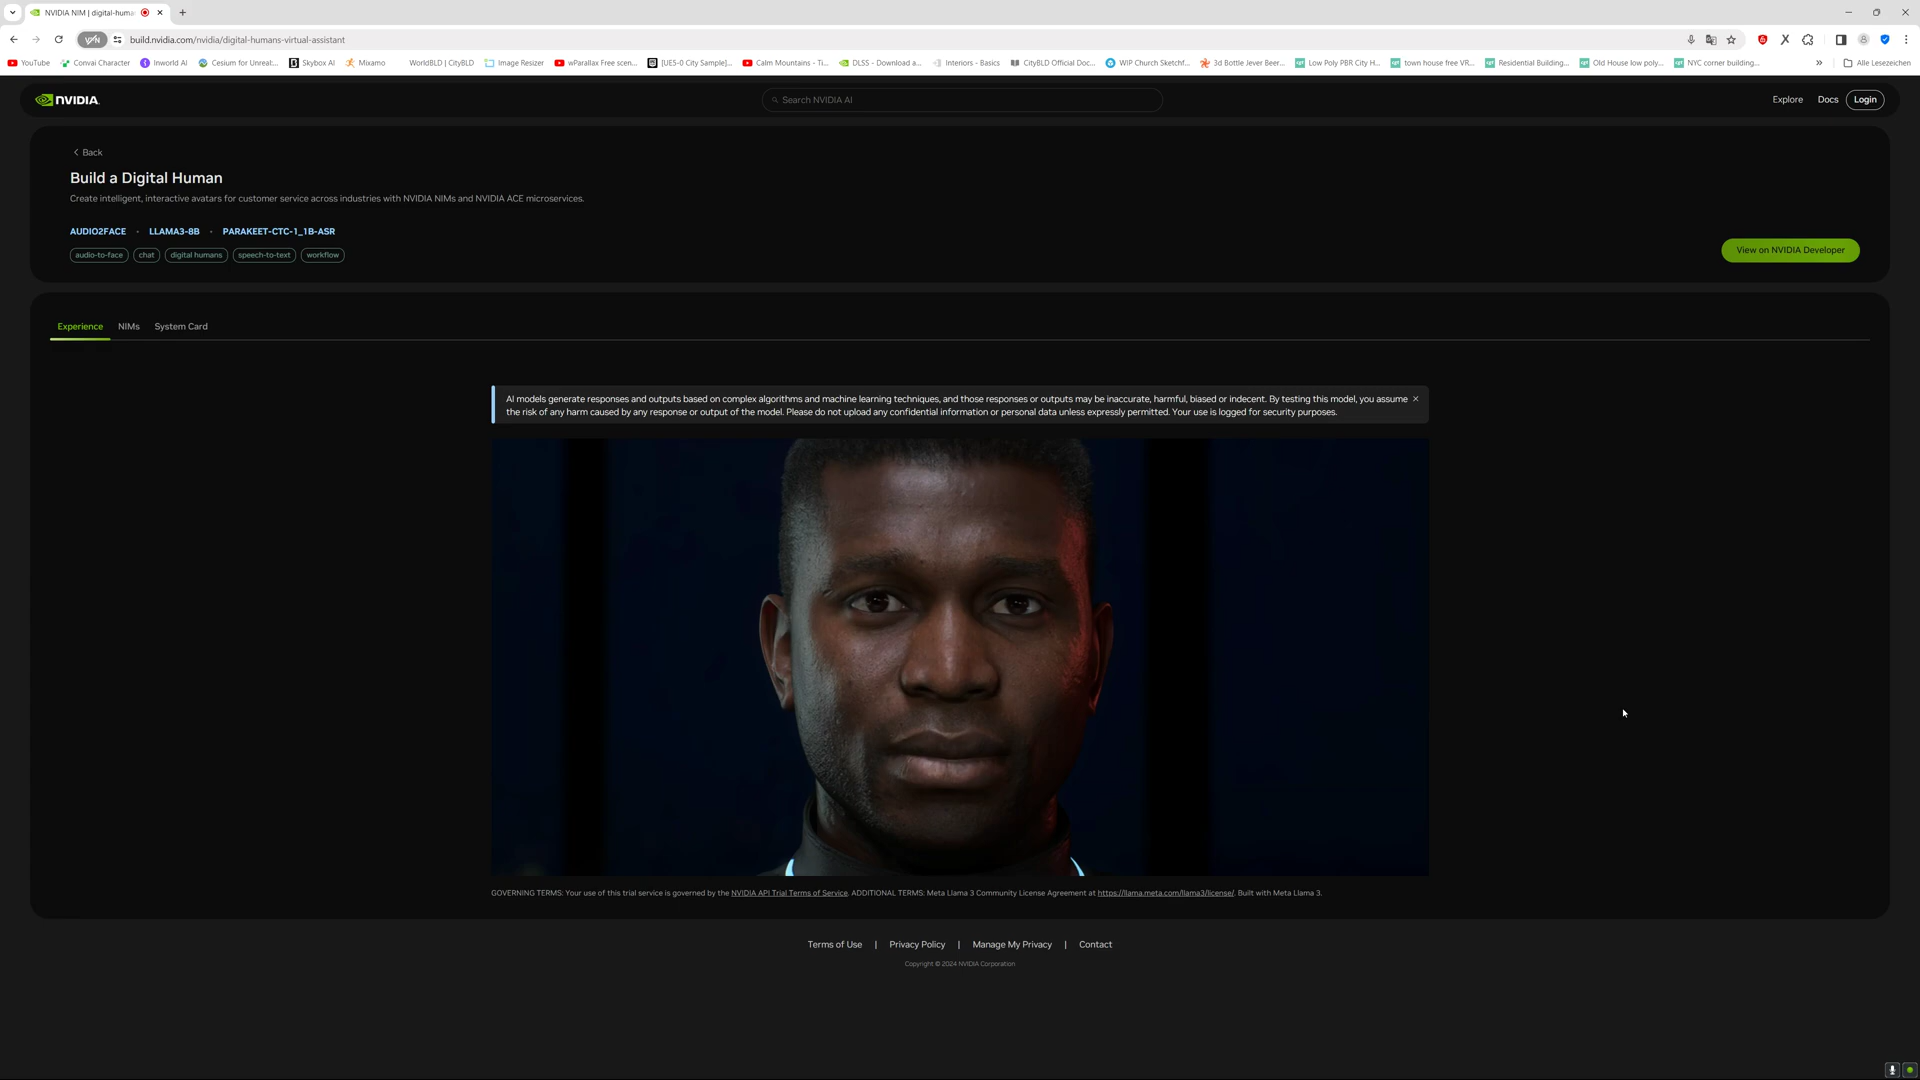 NVIDIA NIM | digital-huma
build.nvidia.com/nvidia/digital-humans-virtual-assistant
YouTube
Convai Character
Inworld AI
Cesium for Unreal:...
Skybox AI
Mixamo
WorldBLD | CityBLD
Image Resizer
wParallax Free scen...
[UE5-0 City Sample]...
Calm Mountains - Ti...
DLSS - Download a...
Interiors - Basics
CityBLD Official Doc...
WIP Church Sketchf...
3d Bottle Jever Beer...
Low Poly PBR City H...
town house free VR...
Residential Building...
Old House low poly...
NYC corner building...
Alle Lesezeichen
NVIDIA.
Search NVIDIA AI
Explore
Docs
Login
Back
Build a Digital Human
Create intelligent, interactive avatars for customer service across industries with NVIDIA NIMs and NVIDIA ACE microservices.
AUDIO2FACE • LLAMA3-8B • PARAKEET-CTC-1_1B-ASR
audio-to-face
chat
digital humans
speech-to-text
workflow
View on NVIDIA Developer
Experience
NIMs
System Card
AI models generate responses and outputs based on complex algorithms and machine learning techniques, and those responses or outputs may be inaccurate, harmful, biased or indecent. By testing this model, you assume
the risk of any harm caused by any response or output of the model. Please do not upload any confidential information or personal data unless expressly permitted. Your use is logged for security purposes.
GOVERNING TERMS: Your use of this trial service is governed by the NVIDIA API Trial Terms of Service. ADDITIONAL TERMS: Meta Llama 3 Community License Agreement at https://llama.meta.com/llama3/license/. Built with Meta Llama 3.
Terms of Use | Privacy Policy | Manage My Privacy | Contact
Copyright © 2024 NVIDIA Corporation